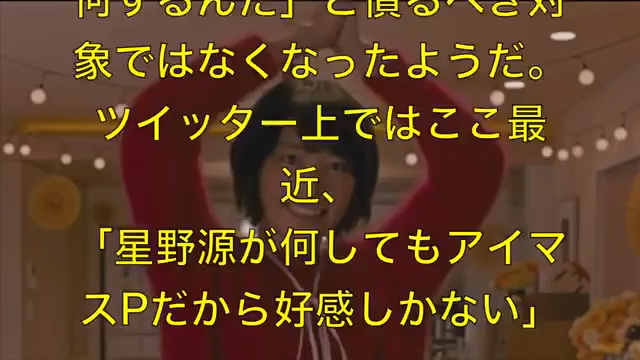 何するんだ」と憤るべき対
象ではなくなったようだ。
ツイッター上ではここ最
近、
「星野源が何してもアイマ
スPだから好感しかない」